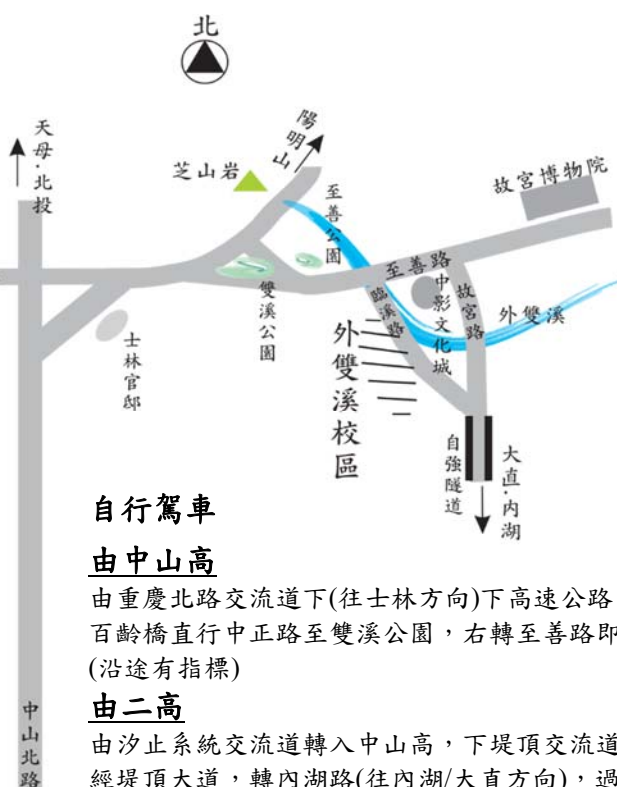 北
天母.北投
陽明山
芝山岩
至善公園
故宮博物院
至善路
雙溪公園
臨溪路
中影文化城
故宮路
外雙溪
士林官邸
外雙溪校區
自強隧道
大直.內湖
自行駕車
由中山高
由重慶北路交流道下(往士林方向)下高速公路
百齡橋直行中正路至雙溪公園，右轉至善路即
(沿途有指標)
由二高
由汐止系統交流道轉入中山高，下堤頂交流道
經堤頂大道，轉內湖路(往內湖/大直方向)，過
中山北路